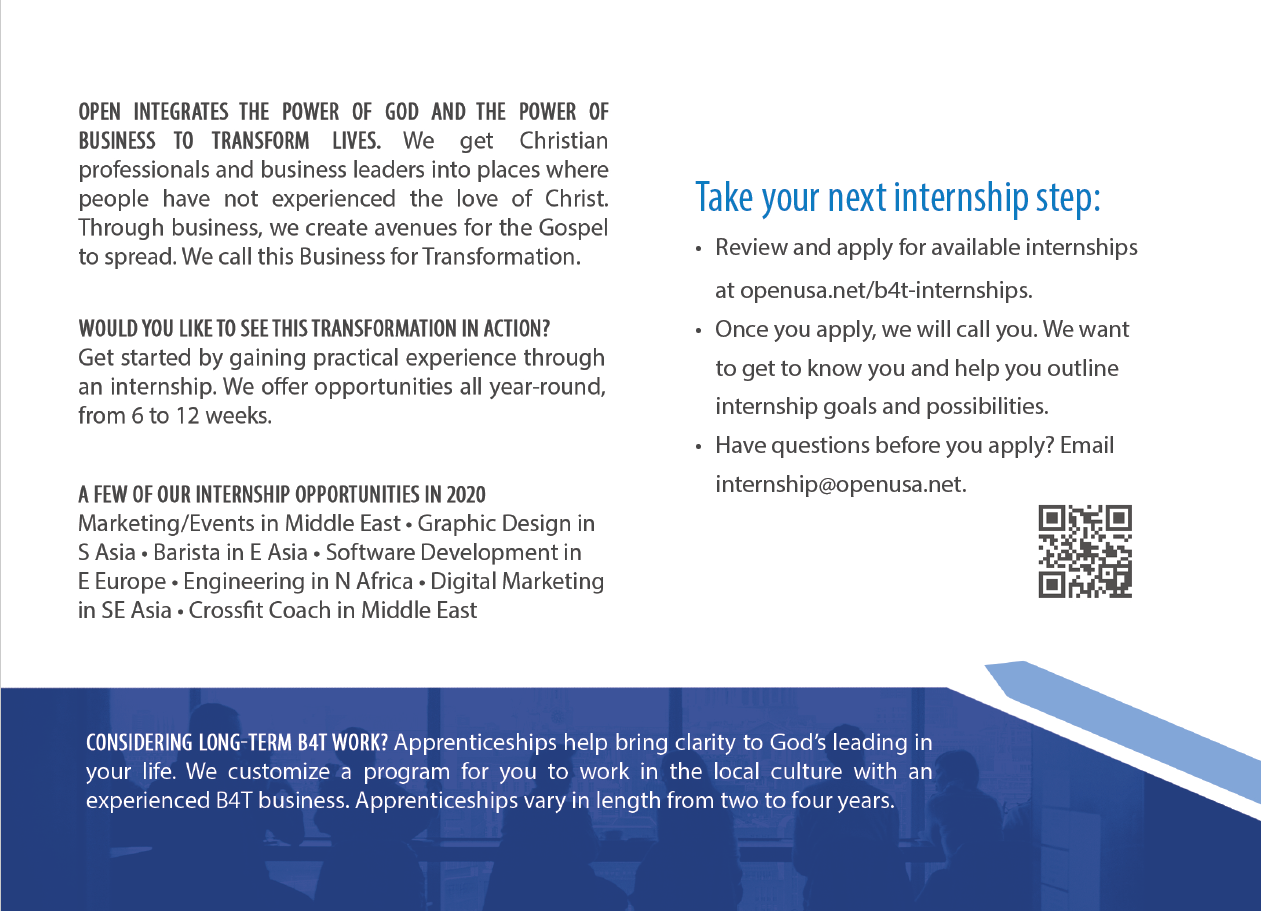 OPEN INTEGRATES THE POWER OF GOD AND THE POWER OF
BUSINESS TO TRANSFORM LIVES. We get Christian
professionals and business leaders into places where
people have not experienced the love of Christ.
Through business, we create avenues for the Gospel
to spread. We call this Business for Transformation.
WOULD YOU LIKE TO SEE THIS TRANSFORMATION IN ACTION?
Get started by gaining practical experience through
an internship. We offer opportunities all year-round,
from 6 to 12 weeks.
A FEW OF OUR INTERNSHIP OPPORTUNITIES IN 2020
Marketing/Events in Middle East • Graphic Design in
S Asia • Barista in E Asia • Software Development in
E Europe • Engineering in N Africa • Digital Marketing
in SE Asia • Crossfit Coach in Middle East
Take your next internship step:
• Review and apply for available internships
at openusa.net/b4t-internships.
• Once you apply, we will call you. We want
to get to know you and help you outline
internship goals and possibilities.
• Have questions before you apply? Email
internship@openusa.net.
CONSIDERING LONG-TERM B4T WORK? Apprenticeships help bring clarity to God's leading in
your life. We customize a program for you to work in the local culture with an
experienced B4T business. Apprenticeships vary in length from two to four years.